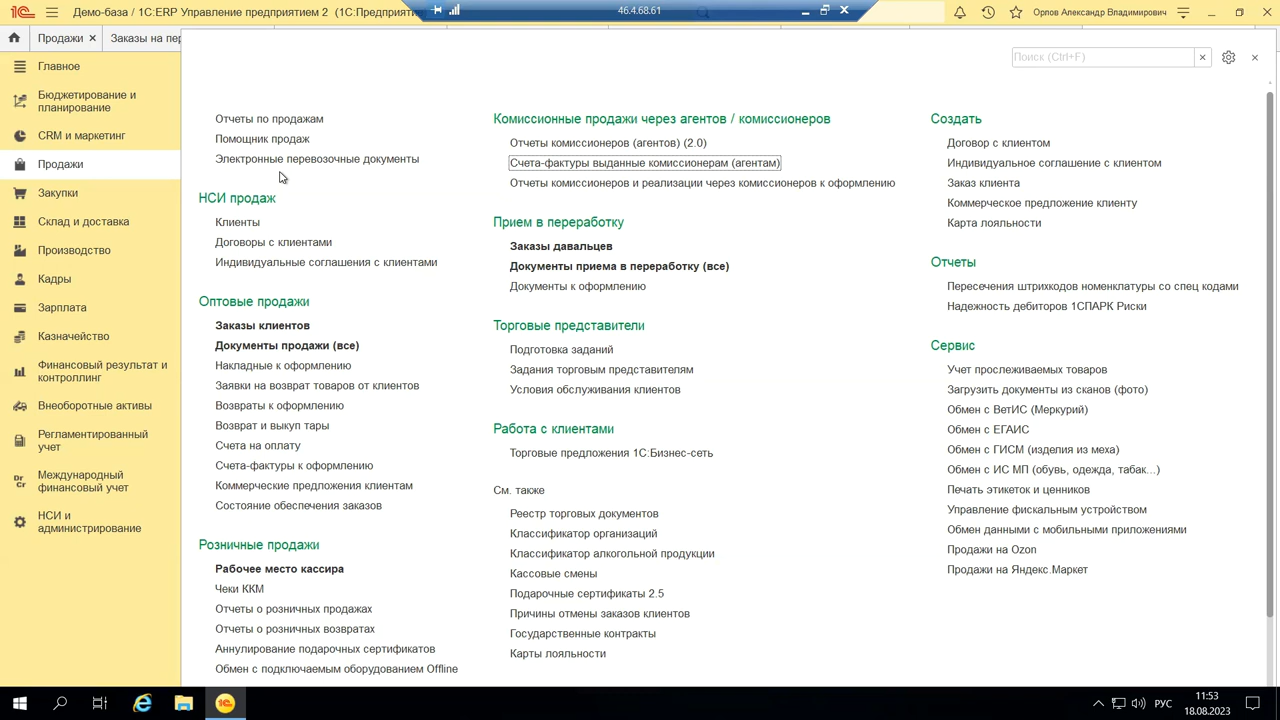 Демо-база / 1С:ERP Управление предприятием 2 (1С:Предприятие
46.4.68.61
Орлов Александр Владимирович
Продажи
Заказы на пер
Поиск (Ctrl+F)
Главное
Бюджетирование и
планирование
CRM и маркетинг
Продажи
Закупки
Склад и доставка
Производство
Кадры
Зарплата
Казначейство
Финансовый результат и
контроллинг
Внеоборотные активы
Регламентированный
учет
Международный
финансовый учет
НСИ и
администрирование
Отчеты по продажам
Помощник продаж
Электронные перевозочные документы
НСИ продаж
Клиенты
Договоры с клиентами
Индивидуальные соглашения с клиентами
Оптовые продажи
Заказы клиентов
Документы продажи (все)
Накладные к оформлению
Заявки на возврат товаров от клиентов
Возвраты к оформлению
Возврат и выкуп тары
Счета на оплату
Счета-фактуры к оформлению
Коммерческие предложения клиентам
Состояние обеспечения заказов
Розничные продажи
Рабочее место кассира
Чеки ККМ
Отчеты о розничных продажах
Отчеты о розничных возвратах
Аннулирование подарочных сертификатов
Обмен с подключаемым оборудованием Offline
Комиссионные продажи через агентов / комиссионеров
Отчеты комиссионеров (агентов) (2.0)
Счета-фактуры выданные комиссионерам (агентам)
Отчеты комиссионеров и реализации через комиссионеров к оформлению
Прием в переработку
Заказы давальцев
Документы приема в переработку (все)
Документы к оформлению
Торговые представители
Подготовка заданий
Задания торговым представителям
Условия обслуживания клиентов
Работа с клиентами
Торговые предложения 1С:Бизнес-сеть
См. также
Реестр торговых документов
Классификатор организаций
Классификатор алкогольной продукции
Кассовые смены
Подарочные сертификаты 2.5
Причины отмены заказов клиентов
Государственные контракты
Карты лояльности
Создать
Договор с клиентом
Индивидуальное соглашение с клиентом
Заказ клиента
Коммерческое предложение клиенту
Карта лояльности
Отчеты
Пересечения штрихкодов номенклатуры со спец кодами
Надежность дебиторов 1СПАРК Риски
Сервис
Учет прослеживаемых товаров
Загрузить документы из сканов (фото)
Обмен с ВетИС (Меркурий)
Обмен с ЕГАИС
Обмен с ГИСМ (изделия из меха)
Обмен с ИС МП (обувь, одежда, табак...)
Печать этикеток и ценников
Управление фискальным устройством
Обмен данными с мобильными приложениями
Продажи на Ozon
Продажи на Яндекс.Маркет
РУС
11:53
18.08.2023